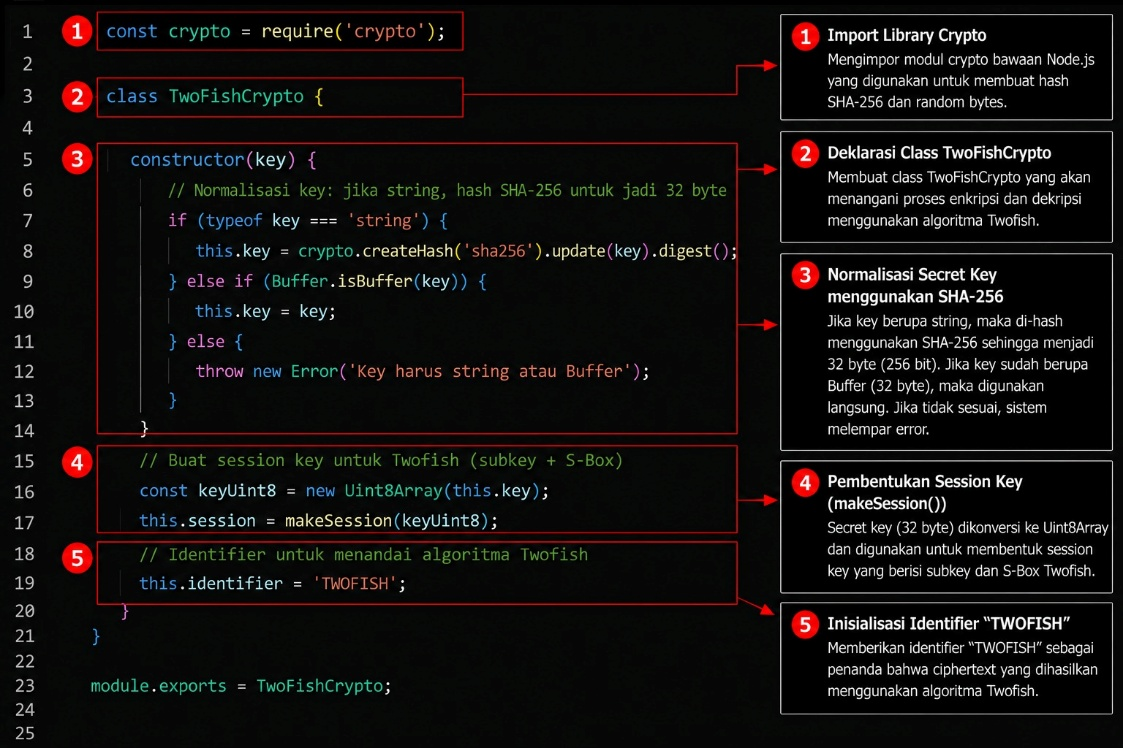 1 1 const crypto = require('crypto');
2
3 2 class TwoFishCrypto {
4
5 3 constructor(key) {
6 // Normalisasi key: jika string, hash SHA-256 untuk jadi 32 byte
7 if (typeof key === 'string') {
8 this.key = crypto.createHash('sha256').update(key).digest();
9 } else if (Buffer.isBuffer(key)) {
10 this.key = key;
11 } else {
12 throw new Error('Key harus string atau Buffer');
13 }
14 }
15 4 // Buat session key untuk Twofish (subkey + S-Box)
16 const keyUint8 = new Uint8Array(this.key);
17 this.session = makeSession(keyUint8);
18 5 // Identifier untuk menandai algoritma Twofish
19 this.identifier = 'TWOFISH';
20 }
21 }
22
23 module.exports = TwoFishCrypto;
24
25
1 Import Library Crypto
Mengimpor modul crypto bawaan Node.js
yang digunakan untuk membuat hash
SHA-256 dan random bytes.
2 Deklarasi Class TwoFishCrypto
Membuat class TwoFishCrypto yang akan
menangani proses enkripsi dan dekripsi
menggunakan algoritma Twofish.
3 Normalisasi Secret Key
menggunakan SHA-256
Jika key berupa string, maka di-hash
menggunakan SHA-256 sehingga menjadi
32 byte (256 bit). Jika key sudah berupa
Buffer (32 byte), maka digunakan
langsung. Jika tidak sesuai, sistem
melempar error.
4 Pembentukan Session Key
(makeSession())
Secret key (32 byte) dikonversi ke Uint8Array
dan digunakan untuk membentuk session
key yang berisi subkey dan S-Box Twofish.
5 Inisialisasi Identifier “TWOFISH”
Memberikan identifier “TWOFISH” sebagai
penanda bahwa ciphertext yang dihasilkan
menggunakan algoritma Twofish.